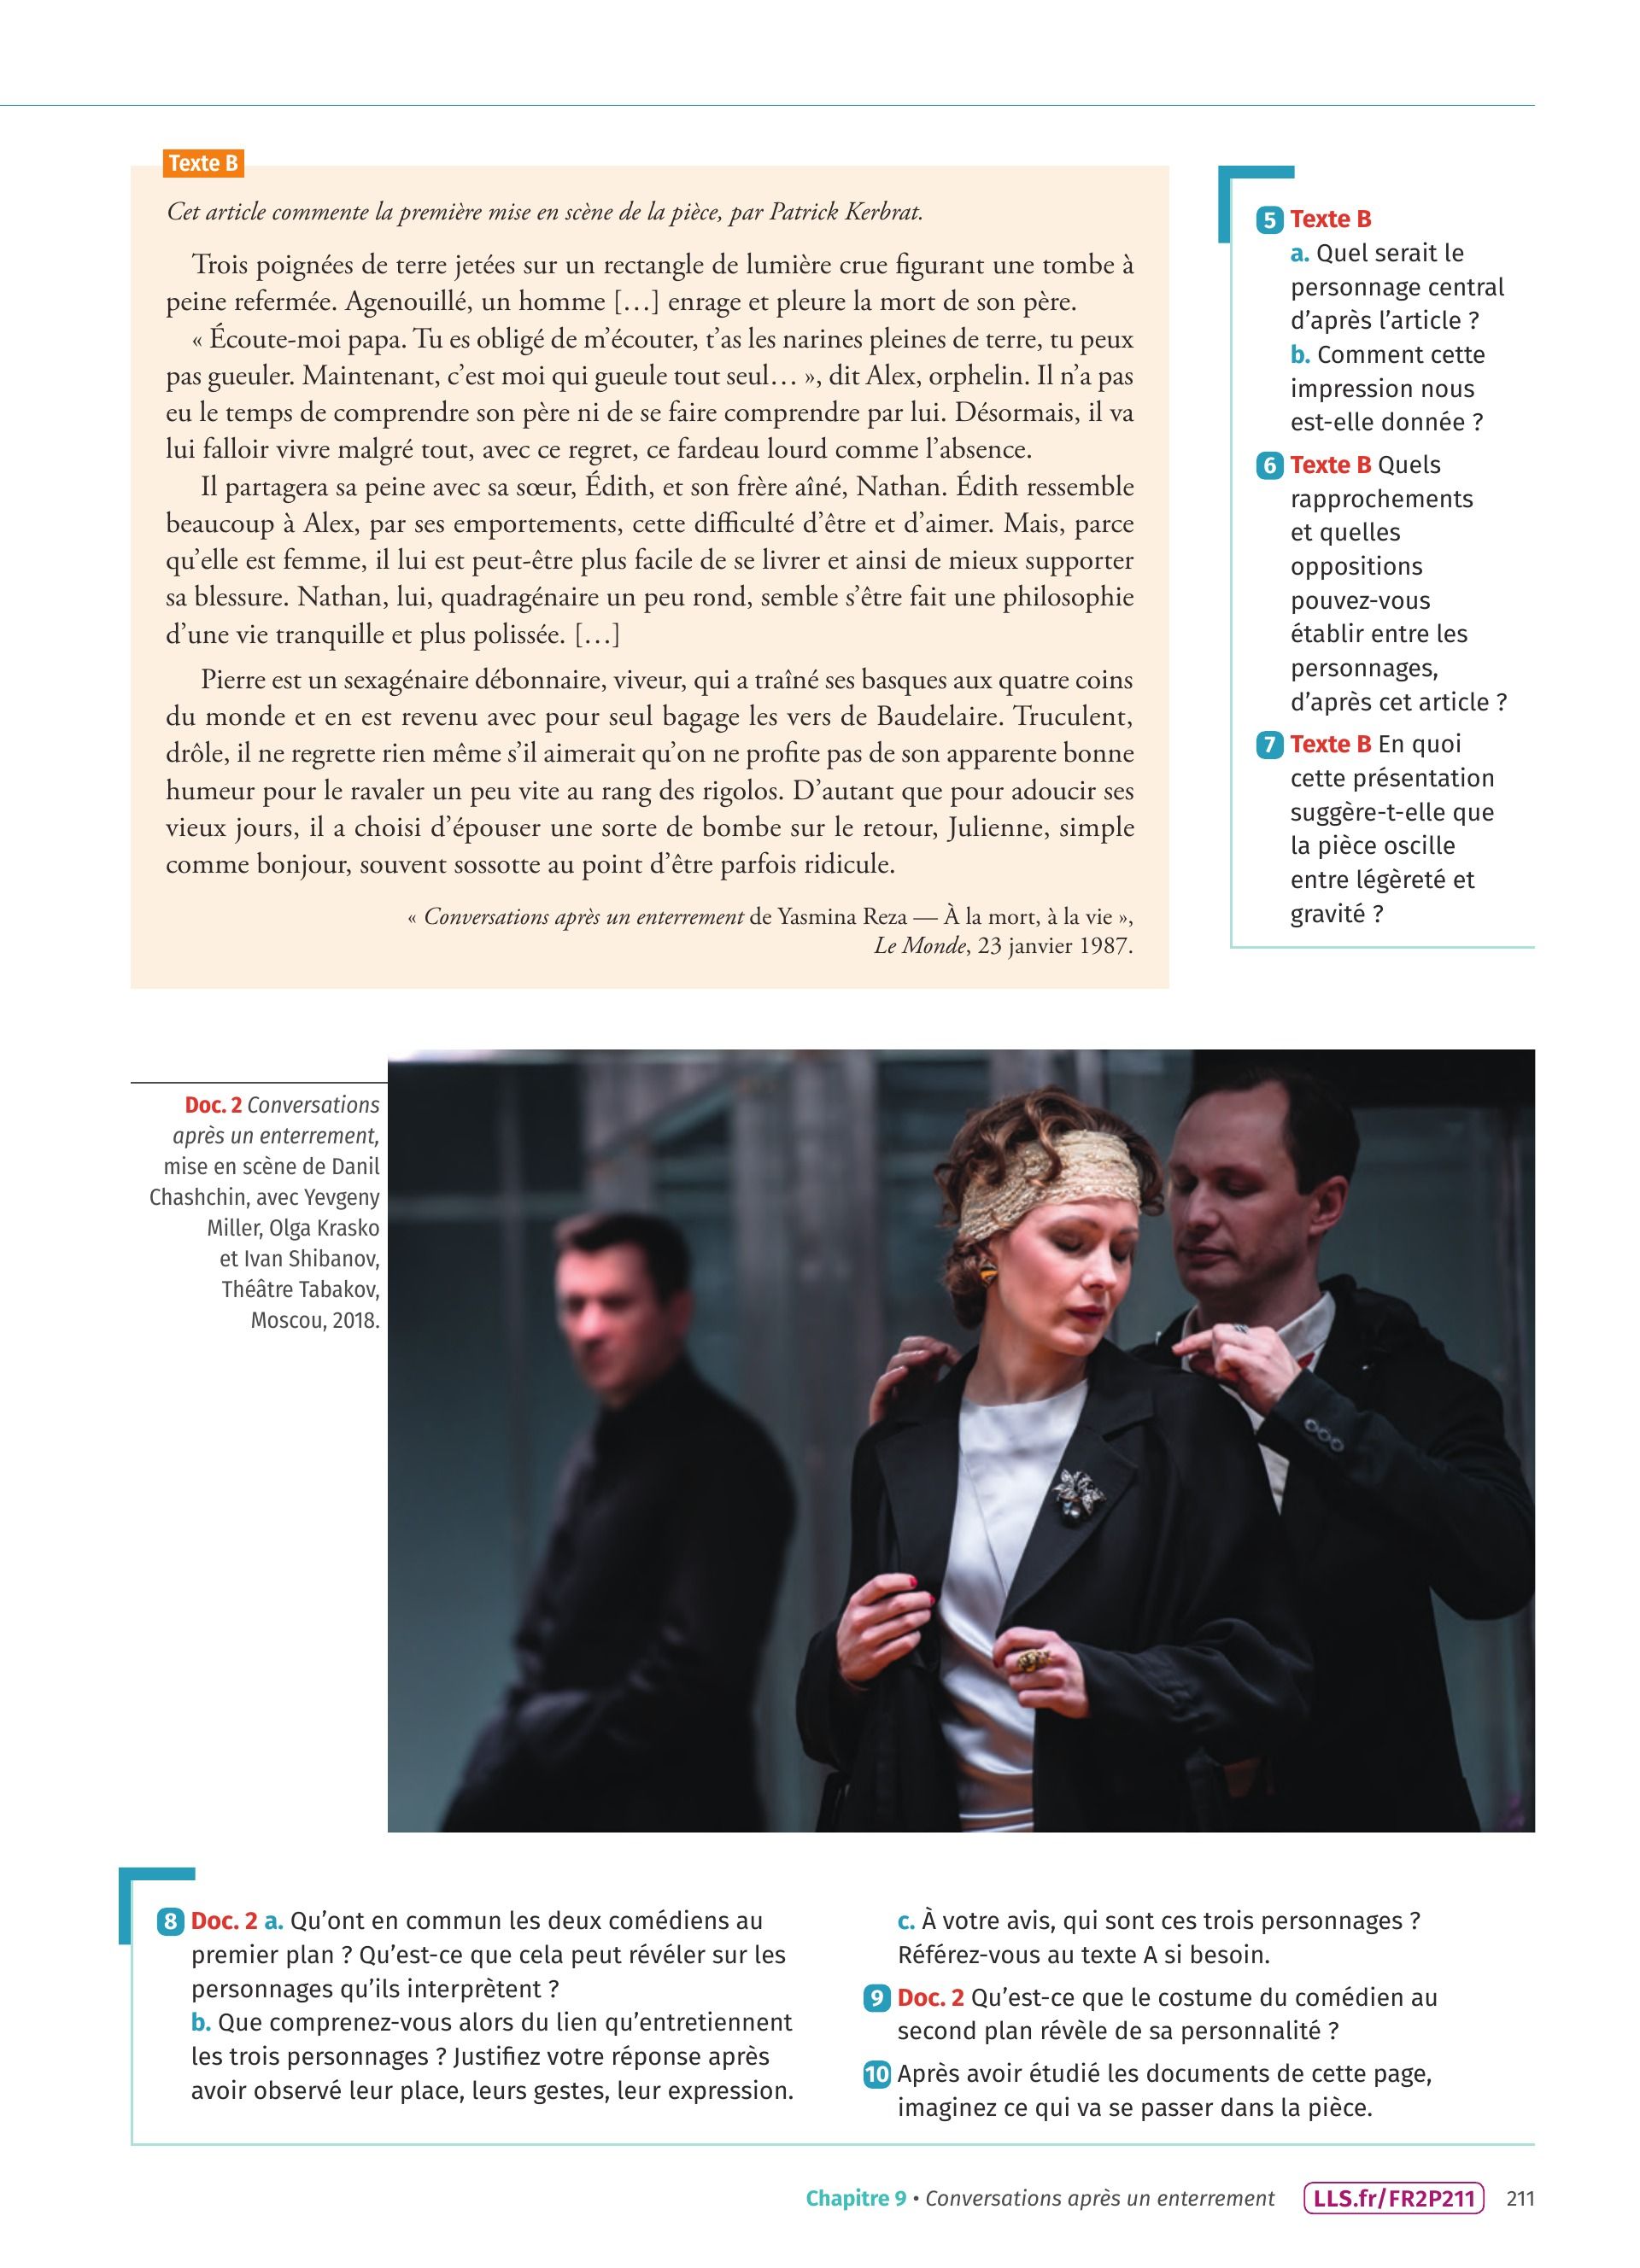 Texte B
Cet article commente la première mise en scène de la pièce, par Patrick Kerbrat.
Trois poignées de terre jetées sur un rectangle de lumière crue figurant une tombe à
peine refermée. Agenouillé, un homme […] enrage et pleure la mort de son père.
« Écoute-moi papa. Tu es obligé de m’écouter, t’as les narines pleines de terre, tu peux
pas gueuler. Maintenant, c’est moi qui gueule tout seul… », dit Alex, orphelin. Il n’a pas
eu le temps de comprendre son père ni de se faire comprendre par lui. Désormais, il va
lui falloir vivre malgré tout, avec ce regret, ce fardeau lourd comme l’absence.
Il partagera sa peine avec sa sœur, Édith, et son frère aîné, Nathan. Édith ressemble
beaucoup à Alex, par ses emportements, cette difficulté d’être et d’aimer. Mais, parce
qu’elle est femme, il lui est peut-être plus facile de se livrer et ainsi de mieux supporter
sa blessure. Nathan, lui, quadragénaire un peu rond, semble s’être fait une philosophie
d’une vie tranquille et plus polissée. […]
Pierre est un sexagénaire débonnaire, viveur, qui a traîné ses basques aux quatre coins
du monde et en est revenu avec pour seul bagage les vers de Baudelaire. Truculent,
drôle, il ne regrette rien même s’il aimerait qu’on ne profite pas de son apparente bonne
humeur pour le ravaler un peu vite au rang des rigolos. D’autant que pour adoucir ses
vieux jours, il a choisi d’épouser une sorte de bombe sur le retour, Julienne, simple
comme bonjour, souvent sossotte au point d’être parfois ridicule.
« Conversations après un enterrement de Yasmina Reza — À la mort, à la vie »,
Le Monde, 23 janvier 1987.
5 Texte B
a. Quel serait le
personnage central
d’après l’article ?
b. Comment cette
impression nous
est-elle donnée ?
6 Texte B Quels
rapprochements
et quelles
oppositions
pouvez-vous
établir entre les
personnages,
d’après cet article ?
7 Texte B En quoi
cette présentation
suggère-t-elle que
la pièce oscille
entre légèreté et
gravité ?
Doc. 2 Conversations
après un enterrement,
mise en scène de Danil
Chashchin, avec Yevgeny
Miller, Olga Krasko
et Ivan Shibanov,
Théâtre Tabakov,
Moscou, 2018.
8 Doc. 2 a. Qu’ont en commun les deux comédiens au
premier plan ? Qu’est-ce que cela peut révéler sur les
personnages qu’ils interprètent ?
b. Que comprenez-vous alors du lien qu’entretiennent
les trois personnages ? Justifiez votre réponse après
avoir observé leur place, leurs gestes, leur expression.
c. À votre avis, qui sont ces trois personnages ?
Référez-vous au texte A si besoin.
9 Doc. 2 Qu’est-ce que le costume du comédien au
second plan révèle de sa personnalité ?
10 Après avoir étudié les documents de cette page,
imaginez ce qui va se passer dans la pièce.
Chapitre 9 • Conversations après un enterrement LLS.fr/FR2P211 211